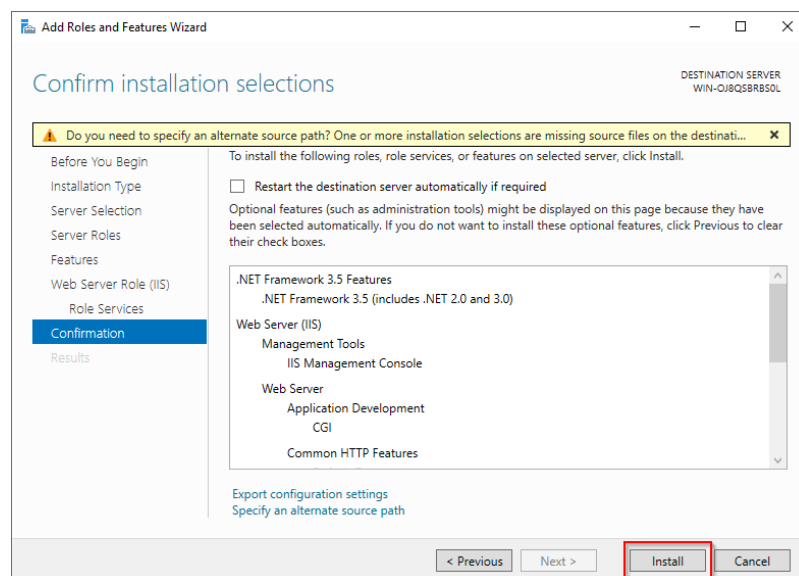 Add Roles and Features Wizard
Confirm installation selections
DESTINATION SERVER
WIN-OJ8QSBRBS0L
Do you need to specify an alternate source path? One or more installation selections are missing source files on the destinati...
Before You Begin
Installation Type
Server Selection
Server Roles
Features
Web Server Role (IIS)
Role Services
Confirmation
Results
To install the following roles, role services, or features on selected server, click Install.
Restart the destination server automatically if required
Optional features (such as administration tools) might be displayed on this page because they have
been selected automatically. If you do not want to install these optional features, click Previous to clear
their check boxes.
.NET Framework 3.5 Features
.NET Framework 3.5 (includes .NET 2.0 and 3.0)
Web Server (IIS)
Management Tools
IIS Management Console
Web Server
Application Development
CGI
Common HTTP Features
Export configuration settings
Specify an alternate source path
< Previous
Next >
Install
Cancel